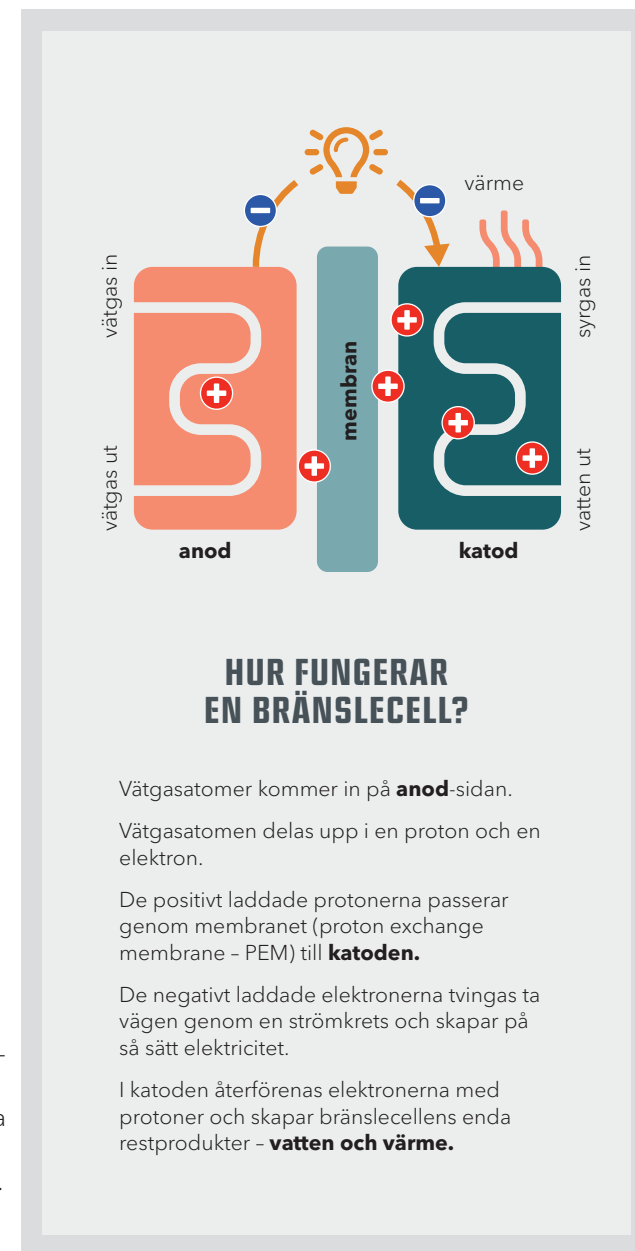 värme
vätgas in
syrgas in
membran
vätgas ut
vatten ut
anod
katod
HUR FUNGERAR
EN BRÄNSLECELL?
Vätgasatomer kommer in på anod-sidan.
Vätgasatomen delas upp i en proton och en
elektron.
De positivt laddade protonerna passerar
genom membranet (proton exchange
membrane – PEM) till katoden.
De negativt laddade elektronerna tvingas ta
vägen genom en strömkrets och skapar på
så sätt elektricitet.
I katoden återförenas elektronerna med
protoner och skapar bränslecellens enda
restprodukter – vatten och värme.